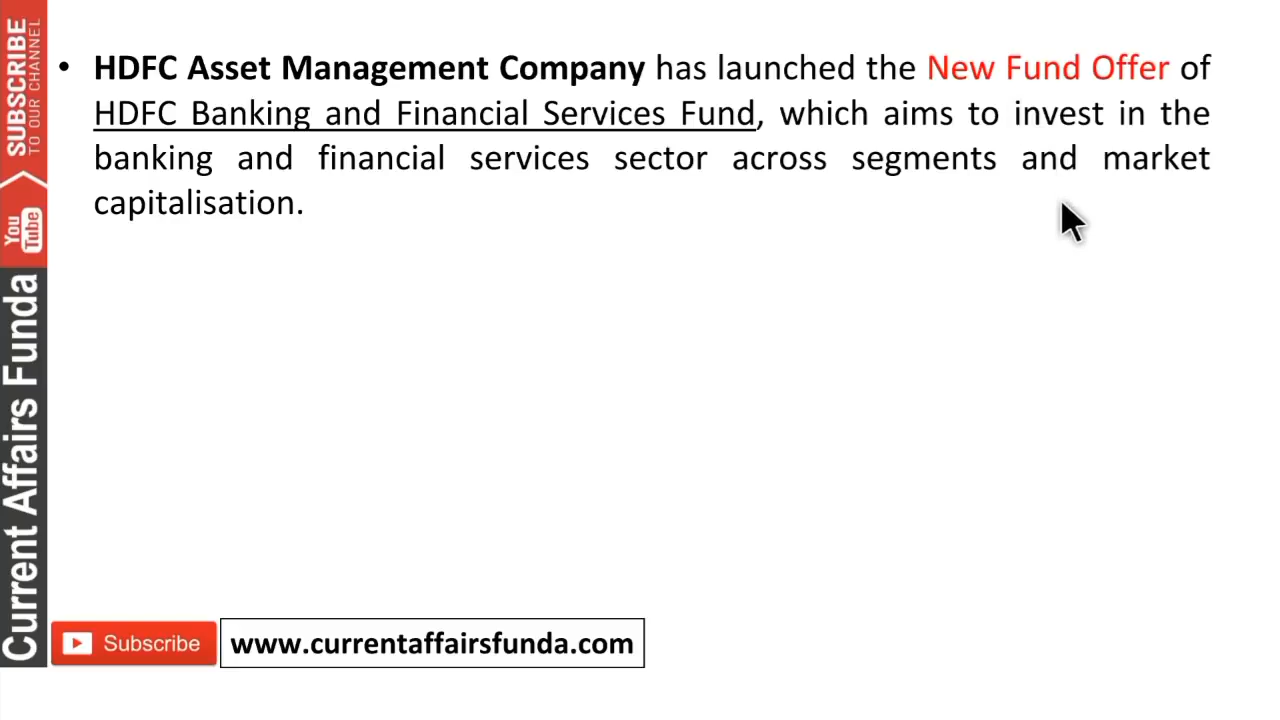 • HDFC Asset Management Company has launched the New Fund Offer of
HDFC Banking and Financial Services Fund, which aims to invest in the
banking and financial services sector across segments and market
capitalisation.
SUBSCRIBE
TO OUR CHANNEL
You
Tube
Current Affairs Funda
Subscribe
www.currentaffairsfunda.com